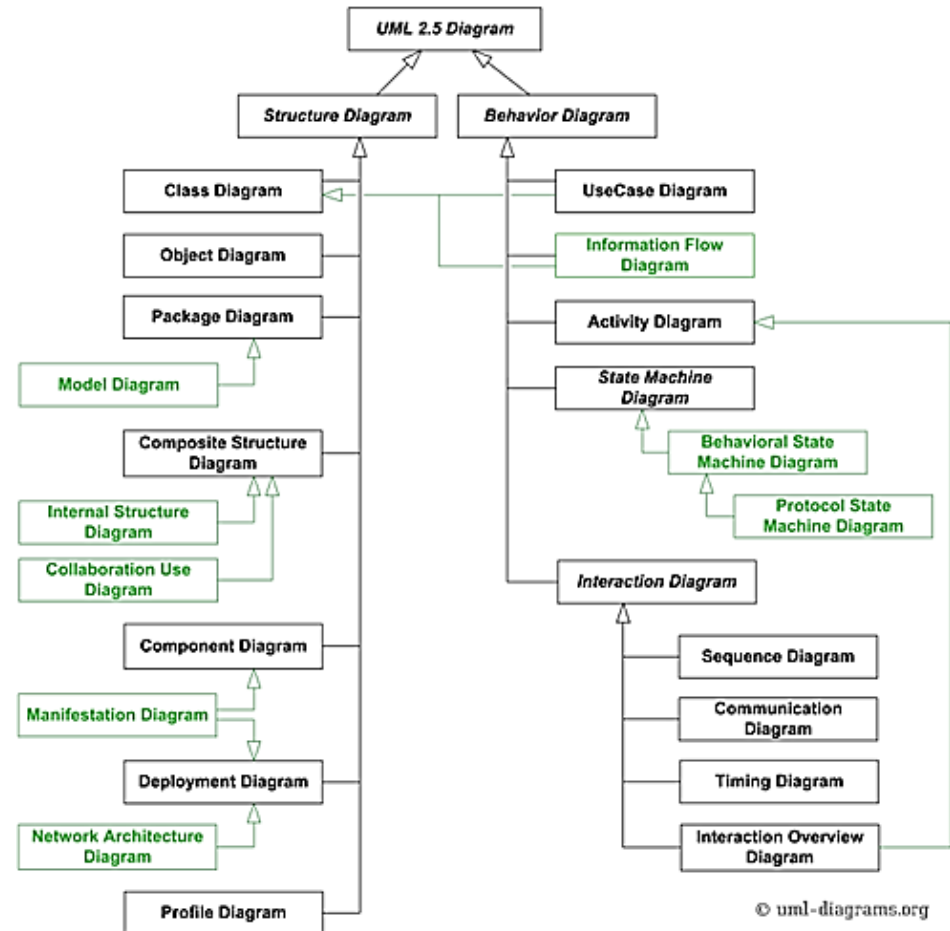 UML 2.5 Diagram
Structure Diagram
Behavior Diagram
Class Diagram
UseCase Diagram
Object Diagram
Information Flow
Diagram
Package Diagram
Activity Diagram
Model Diagram
State Machine
Diagram
Composite Structure
Diagram
Behavioral State
Machine Diagram
Internal Structure
Diagram
Protocol State
Machine Diagram
Collaboration Use
Diagram
Interaction Diagram
Component Diagram
Sequence Diagram
Manifestation Diagram
Communication
Diagram
Deployment Diagram
Timing Diagram
Network Architecture
Diagram
Interaction Overview
Diagram
Profile Diagram
© uml-diagrams.org